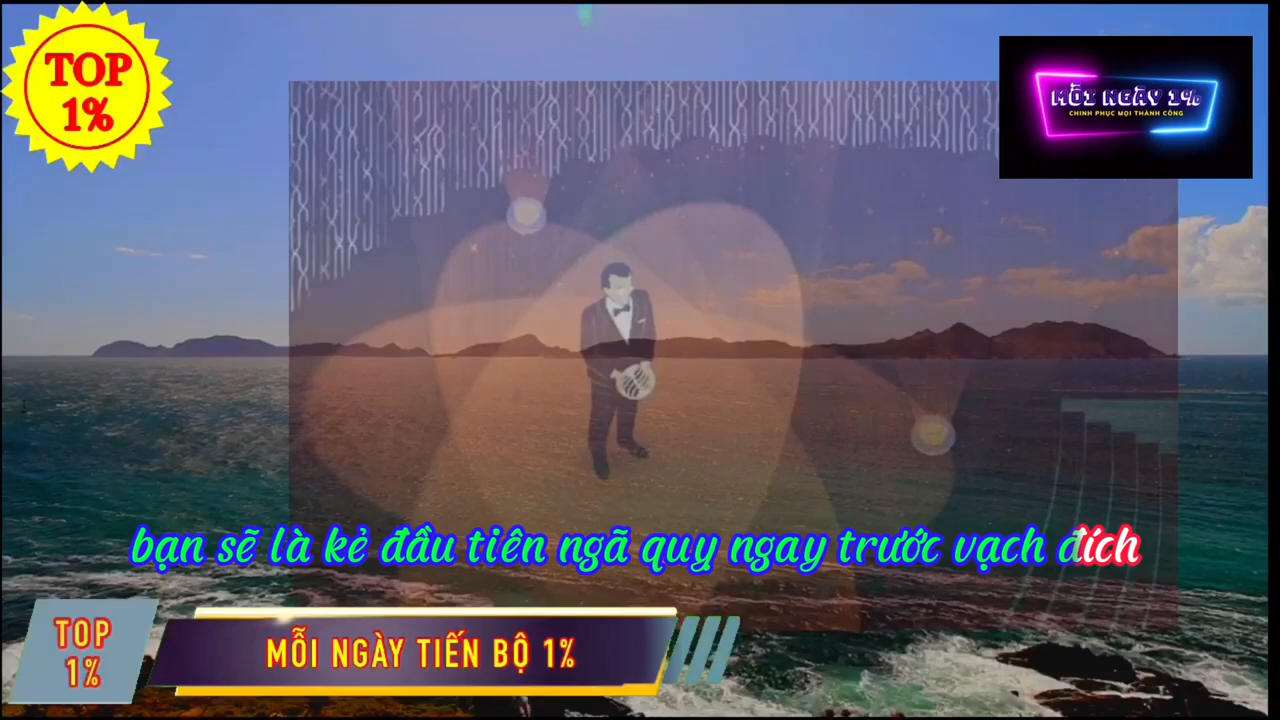 TOP
1%
MỖI NGÀY 1%
CHINH PHỤC MỌI THÀNH CÔNG
bạn sẽ là kẻ đầu tiên ngã quỵ ngay trước vạch đích
TOP
1%
MỖI NGÀY TIẾN BỘ 1%